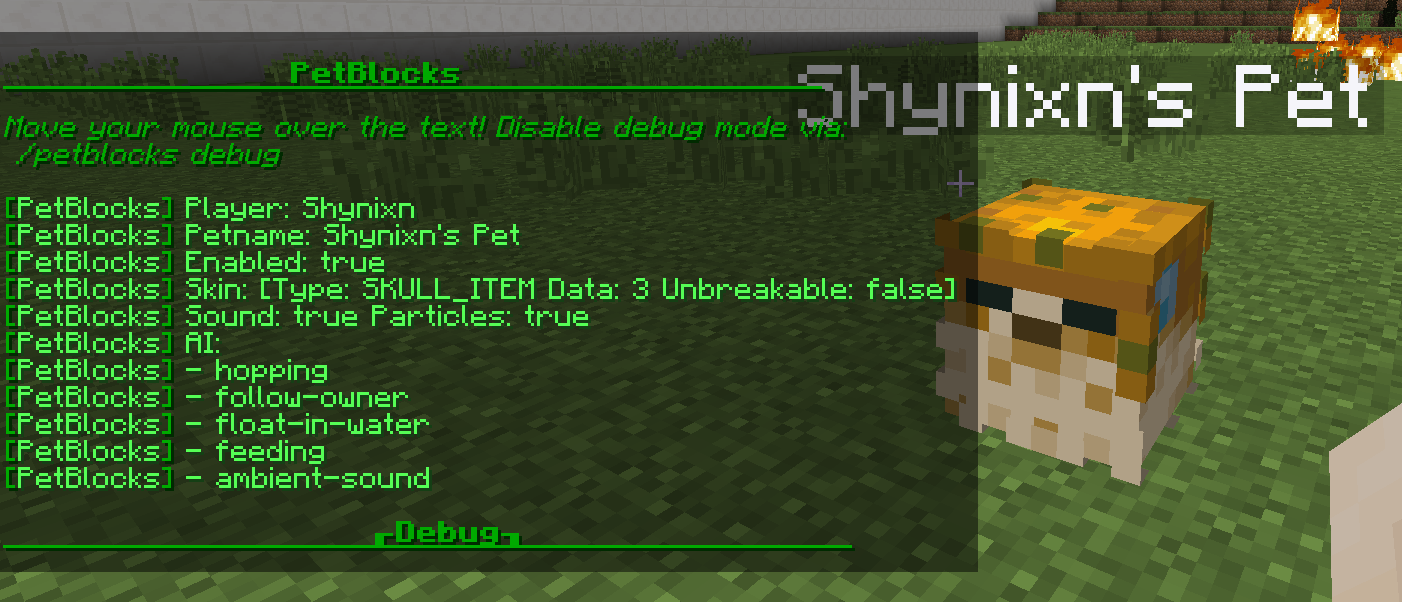 PetBlocks
Shynixn's Pet
Move your mouse over the text! Disable debug mode via:
/petblocks debug
[PetBlocks] Player: Shynixn
[PetBlocks] Petname: Shynixn's Pet
[PetBlocks] Enabled: true
[PetBlocks] Skin: [Type: SKULL_ITEM Data: 3 Unbreakable: false]
[PetBlocks] Sound: true Particles: true
[PetBlocks] AI:
[PetBlocks] - hopping
[PetBlocks] - follow-owner
[PetBlocks] - float-in-water
[PetBlocks] - feeding
[PetBlocks] - ambient-sound
┌Debug┐